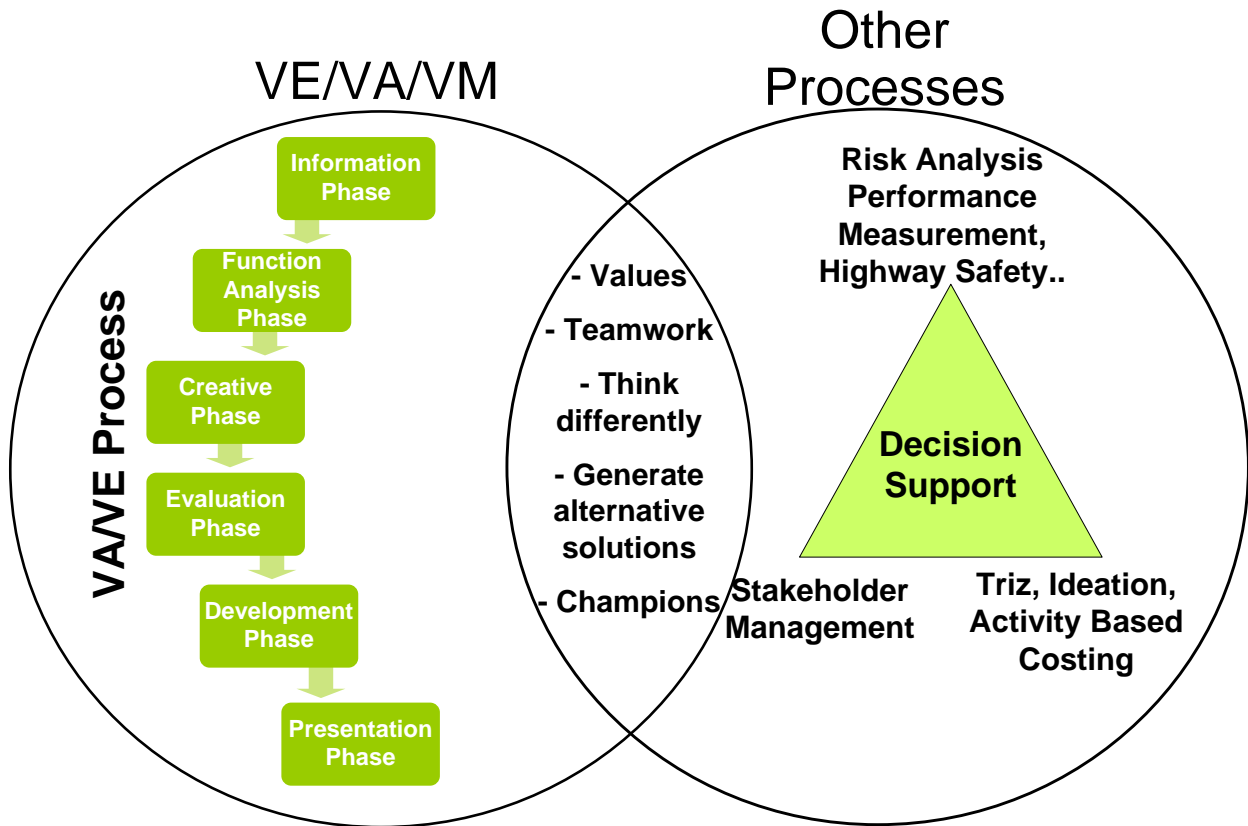 VE/VA/VM
Other
Processes
VA/VE Process
Information
Phase
Function
Analysis
Phase
Creative
Phase
Evaluation
Phase
Development
Phase
Presentation
Phase
- Values
- Teamwork
- Think
differently
- Generate
alternative
solutions
- Champions
Risk Analysis
Performance
Measurement,
Highway Safety..
Decision
Support
Stakeholder
Management
Triz, Ideation,
Activity Based
Costing